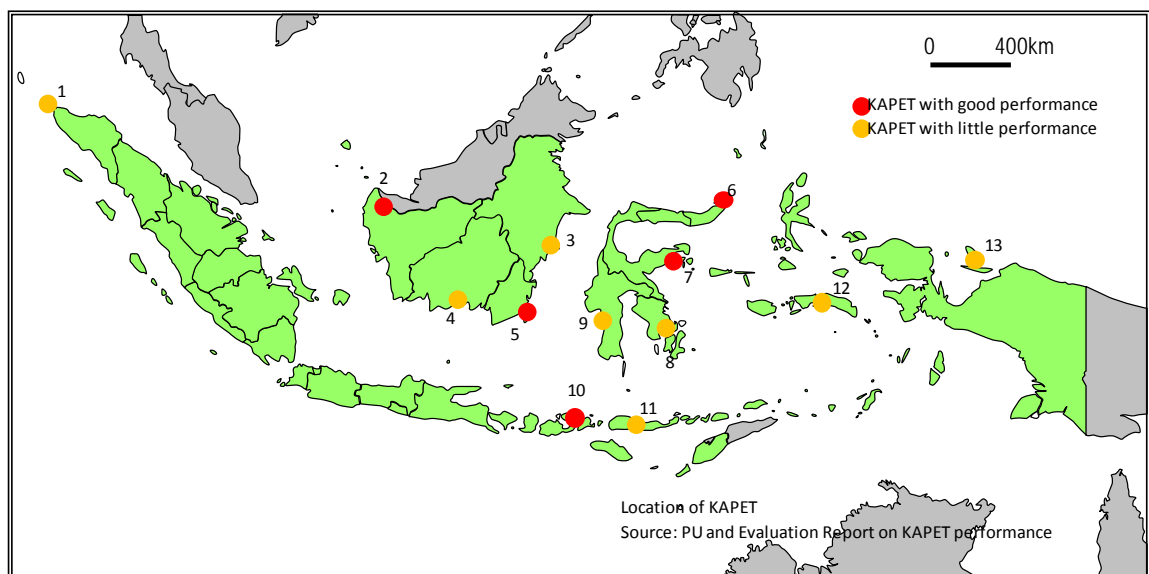 0 400km
KAPET with good performance
KAPET with little performance
1
2
6
3
13
7
12
4
5
9
8
10
11
Location of KAPET
Source: PU and Evaluation Report on KAPET performance